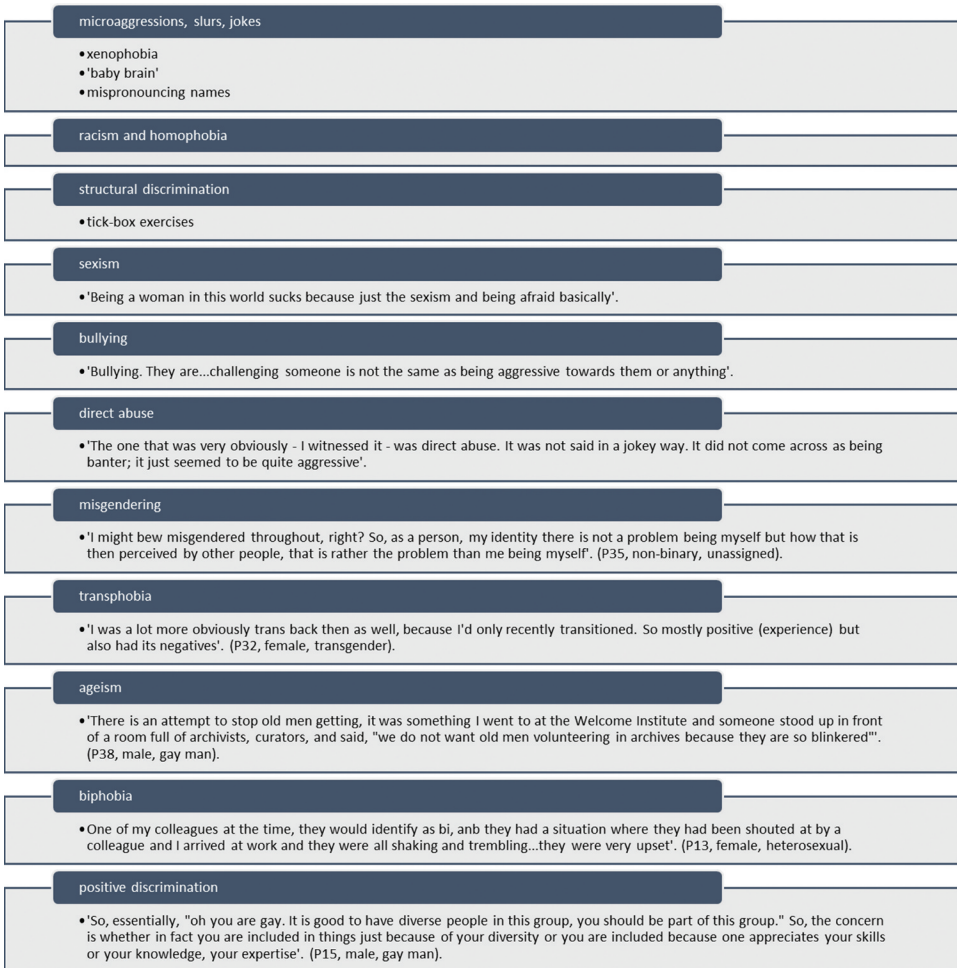 microaggressions, slurs, jokes
•xenophobia
•'baby brain'
•mispronouncing names
racism and homophobia
structural discrimination
•tick-box exercises
sexism
•'Being a woman in this world sucks because just the sexism and being afraid basically'.
bullying
•'Bullying. They are...challenging someone is not the same as being aggressive towards them or anything'.
direct abuse
•'The one that was very obviously - I witnessed it - was direct abuse. It was not said in a jokey way. It did not come across as being
banter; it just seemed to be quite aggressive'.
misgendering
•'I might bew misgendered throughout, right? So, as a person, my identity there is not a problem being myself but how that is
then perceived by other people, that is rather the problem than me being myself'. (P35, non-binary, unassigned).
transphobia
•'I was a lot more obviously trans back then as well, because I'd only recently transitioned. So mostly positive (experience) but
also had its negatives'. (P32, female, transgender).
ageism
•'There is an attempt to stop old men getting, it was something I went to at the Welcome Institute and someone stood up in front
of a room full of archivists, curators, and said, "we do not want old men volunteering in archives because they are so blinkered"'.
(P38, male, gay man).
biphobia
•One of my colleagues at the time, they would identify as bi, anb they had a situation where they had been shouted at by a
colleague and I arrived at work and they were all shaking and trembling...they were very upset'. (P13, female, heterosexual).
positive discrimination
•'So, essentially, "oh you are gay. It is good to have diverse people in this group, you should be part of this group." So, the concern
is whether in fact you are included in things just because of your diversity or you are included because one appreciates your skills
or your knowledge, your expertise'. (P15, male, gay man).